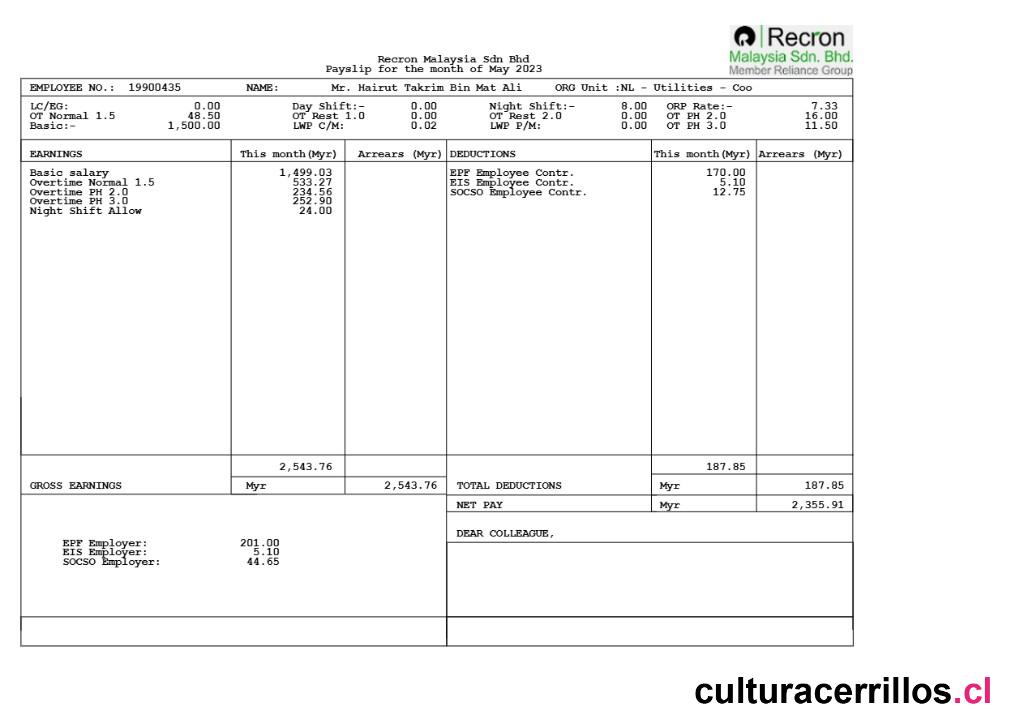 Recron
Malaysia Sdn. Bhd.
Member Reliance Group
Recron Malaysia Sdn Bhd
Payslip for the month of May 2023
EMPLOYEE NO.: 19900435 NAME: Mr. Hairut Takrim Bin Mat Ali ORG Unit :NL - Utilities - Coo
LC/EG: 0.00 Day Shift:- 0.00 Night Shift:- 8.00 ORP Rate:- 7.33
OT Normal 1.5 48.50 OT Rest 1.0 0.00 OT Rest 2.0 0.00 OT PH 2.0 16.00
Basic:- 1,500.00 LWP C/M: 0.02 LWP P/M: 0.00 OT PH 3.0 11.50
EARNINGS This month(Myr) Arrears (Myr) DEDUCTIONS This month(Myr) Arrears (Myr)
Basic salary 1,499.03 EPF Employee Contr. 170.00
Overtime Normal 1.5 533.27 EIS Employee Contr. 5.10
Overtime PH 2.0 234.56 SOCSO Employee Contr. 12.75
Overtime PH 3.0 252.90
Night Shift Allow 24.00
2,543.76 187.85
GROSS EARNINGS Myr 2,543.76 TOTAL DEDUCTIONS Myr 187.85
NET PAY Myr 2,355.91
DEAR COLLEAGUE,
EPF Employer: 201.00
EIS Employer: 5.10
SOCSO Employer: 44.65
culturacerrillos.cl